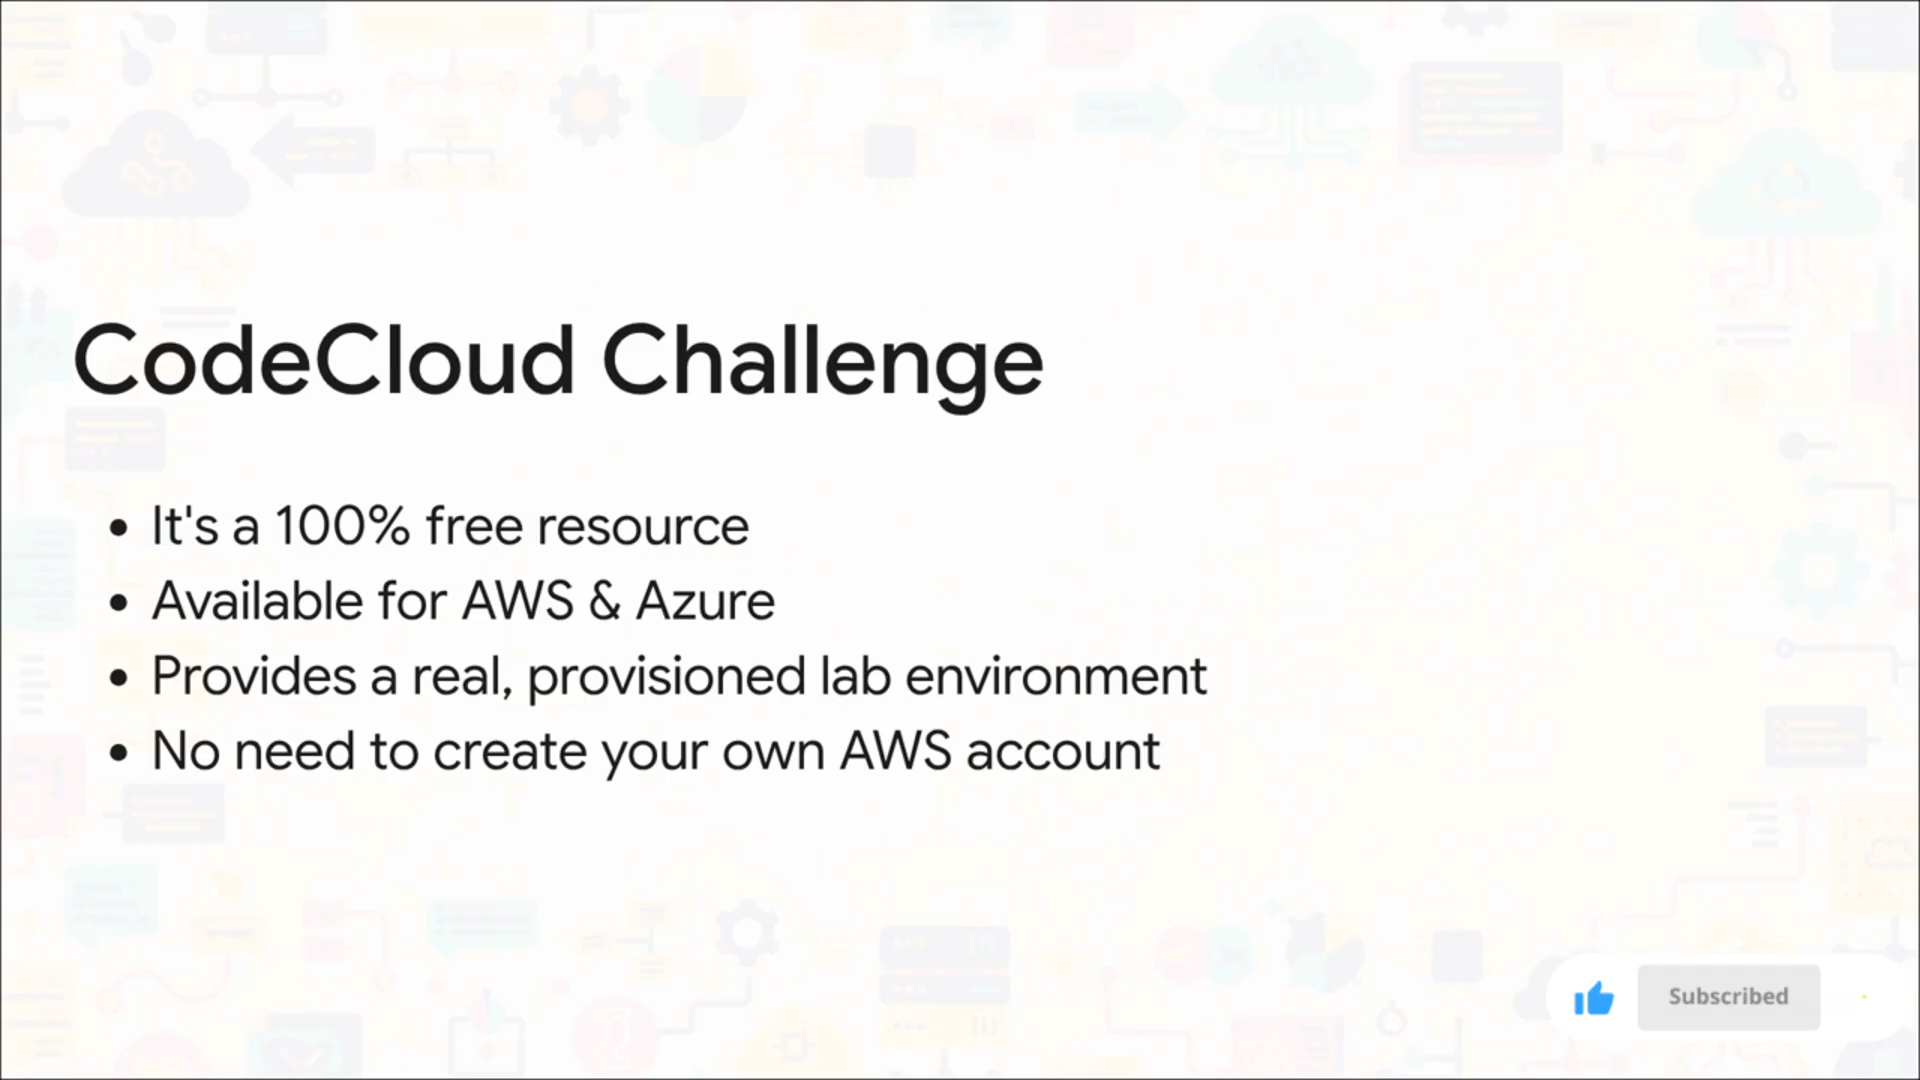 CodeCloud Challenge
• It's a 100% free resource
• Available for AWS & Azure
• Provides a real, provisioned lab environment
• No need to create your own AWS account
Subscribed